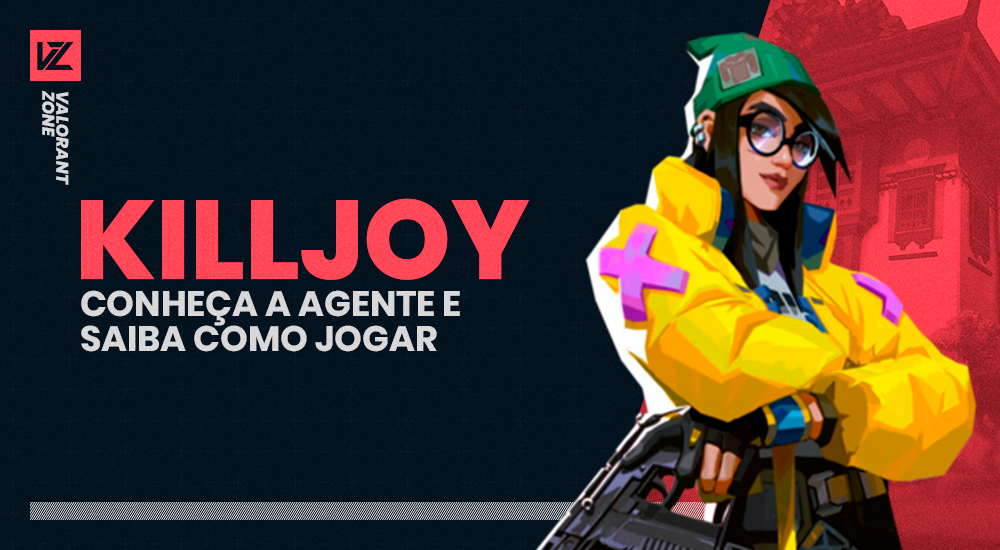 VZ
VALORANT
ZONE
KILLJOY
CONHEÇA A AGENTE E
SAIBA COMO JOGAR